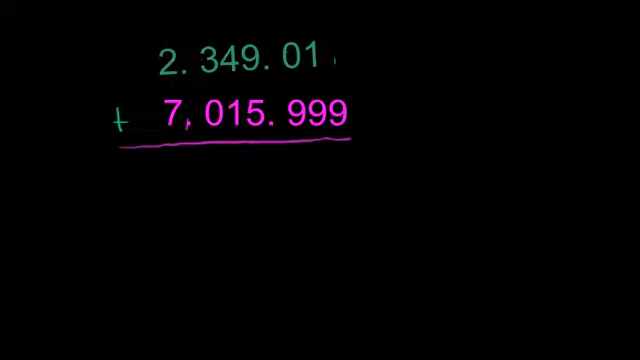 2. 349. 01
+ 7, 015. 999